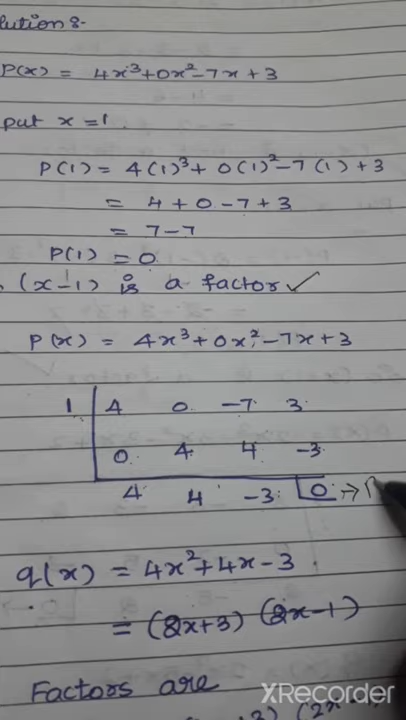 lution :-
P(x) = 4x³+0x²-7x+3
put x=1
P(1) = 4(1)³+ 0(1)²-7(1)+3
= 4+0-7+3
= 7-7
P(1) = 0
(x-1) is a factor ✓
P(x) = 4x³+0x²-7x+3
1 | 4 0 -7 3
0 4 4 -3
4 4 -3 0 →
q(x) = 4x²+4x-3
= (2x+3) (2x-1)
Factors are
XRecorder